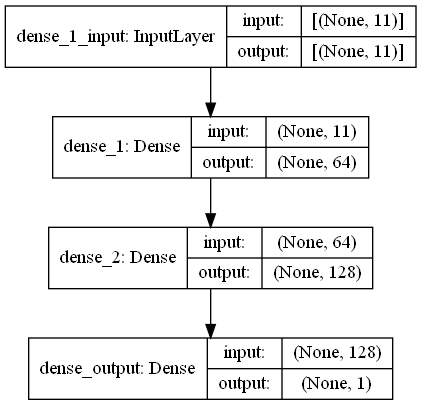 dense_1_input: InputLayer
input: [(None, 11)]
output: [(None, 11)]
dense_1: Dense
input: (None, 11)
output: (None, 64)
dense_2: Dense
input: (None, 64)
output: (None, 128)
dense_output: Dense
input: (None, 128)
output: (None, 1)